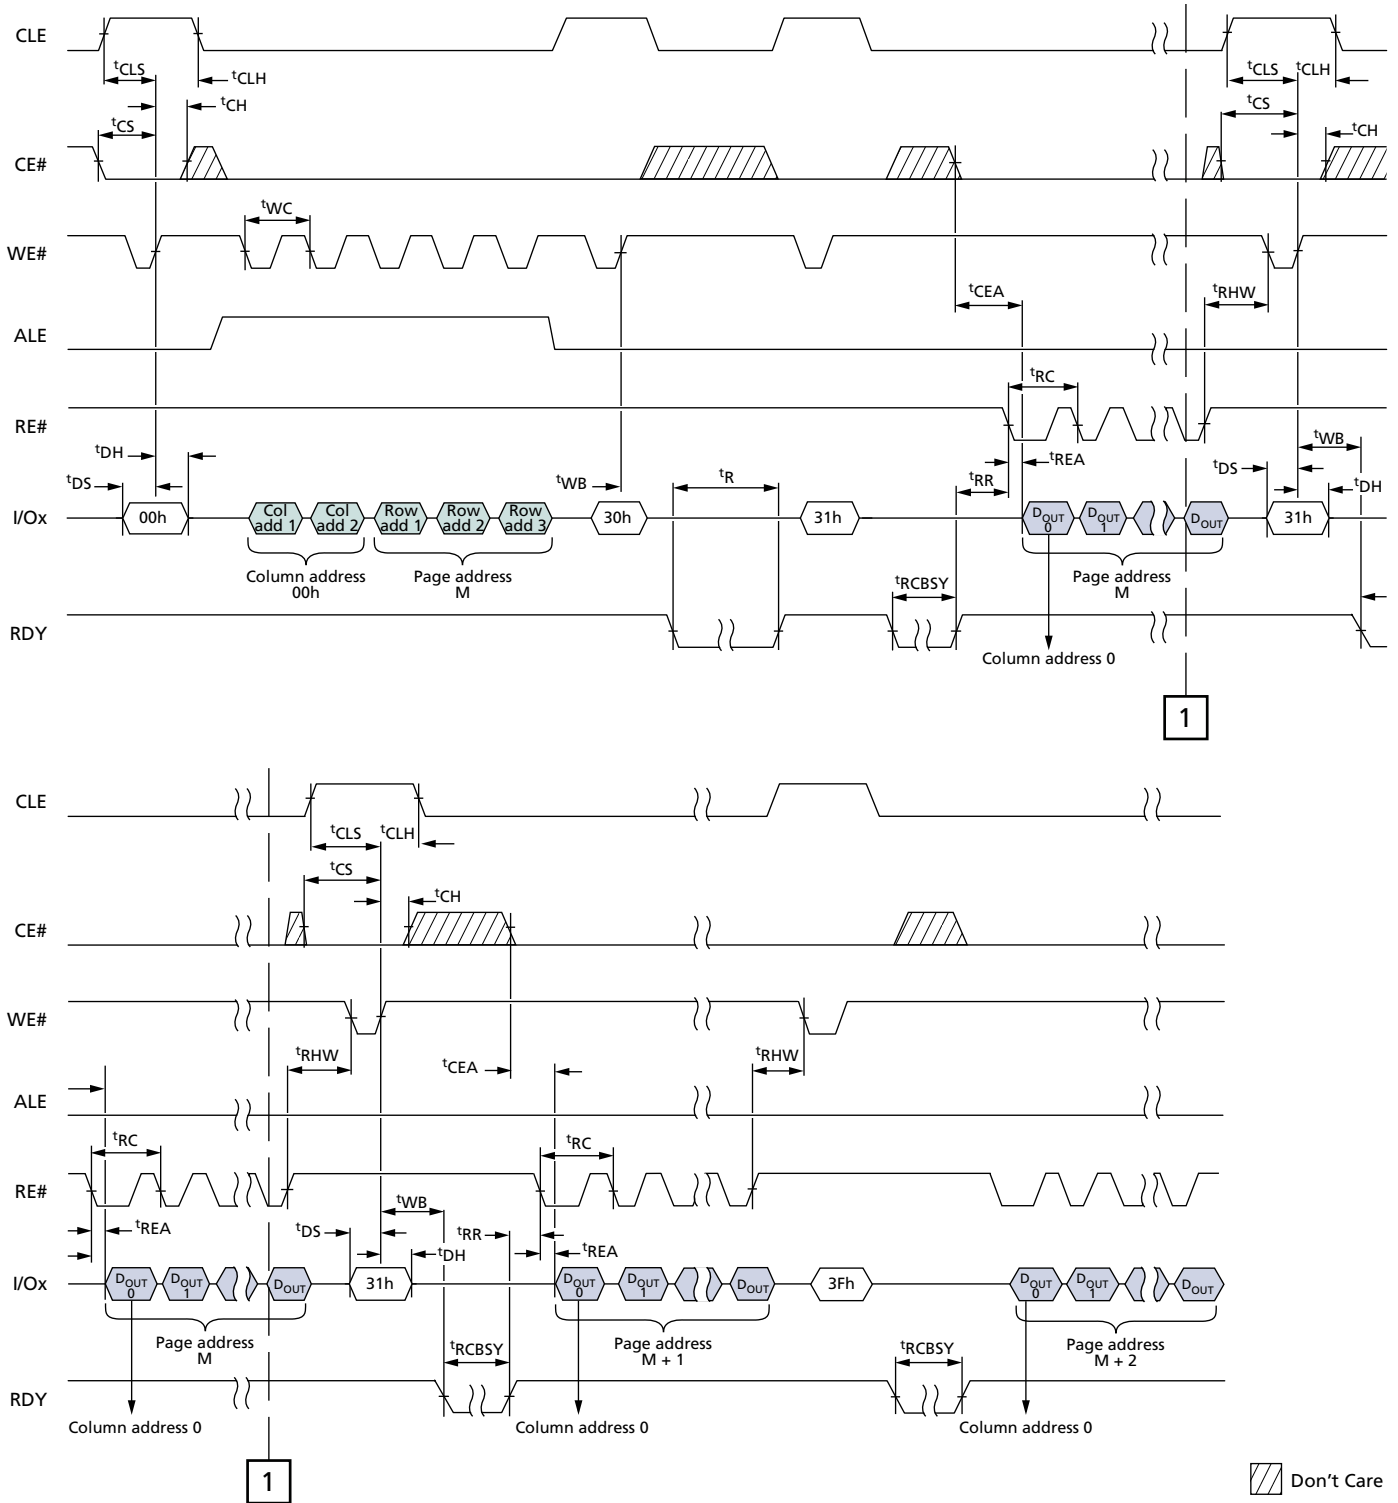 CLE
tCLS
tCLH
tCLS
tCLH
tCH
tCS
tCS
tCH
CE#
tWC
WE#
tCEA
tRHW
ALE
tRC
RE#
tDH
tREA
tWB
tDS
tWB
tR
tRR
tDS
tDH
I/Ox
00h
Col add 1
Col add 2
Row add 1
Row add 2
Row add 3
30h
31h
DOUT 0
DOUT 1
DOUT
31h
Column address
00h
Page address
M
tRCBSY
Page address
M
RDY
Column address 0
1
CLE
tCLS
tCLH
tCS
tCH
CE#
WE#
tRHW
tCEA
tRHW
ALE
tRC
tRC
RE#
tREA
tDS
tWB
tRR
tDH
tREA
I/Ox
DOUT 0
DOUT 1
DOUT
31h
DOUT 0
DOUT 1
DOUT
3Fh
DOUT 0
DOUT 1
DOUT
Page address
M
tRCBSY
Page address
M + 1
tRCBSY
Page address
M + 2
RDY
Column address 0
Column address 0
Column address 0
1
Don't Care